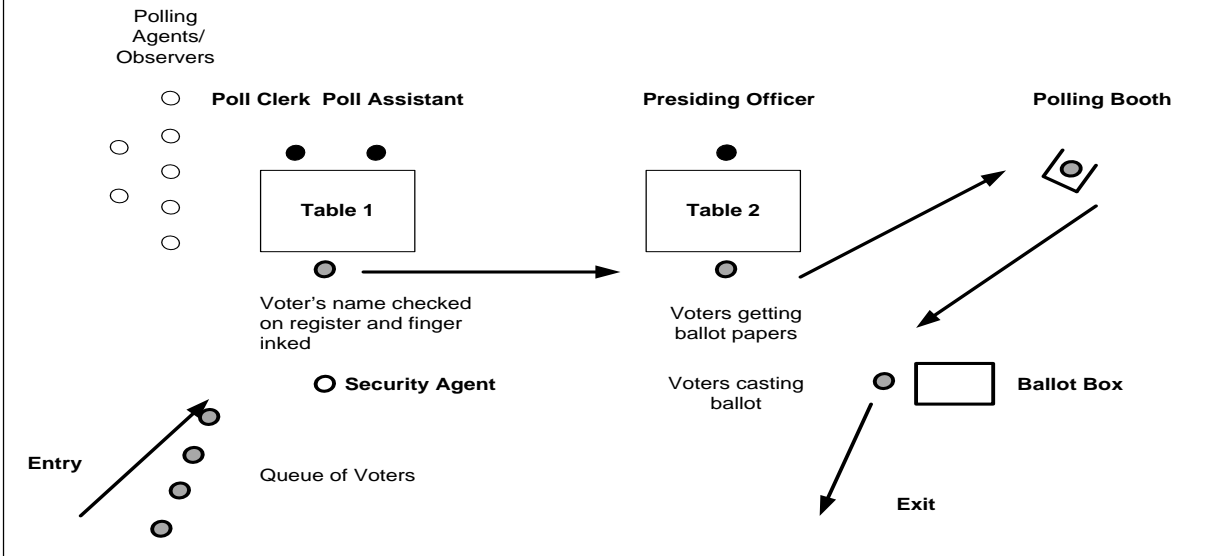 Polling
Agents/
Observers
Poll Clerk Poll Assistant
Presiding Officer
Polling Booth
Table 1
Table 2
Voter's name checked
on register and finger
inked
Voters getting
ballot papers
Security Agent
Voters casting
ballot
Ballot Box
Entry
Queue of Voters
Exit